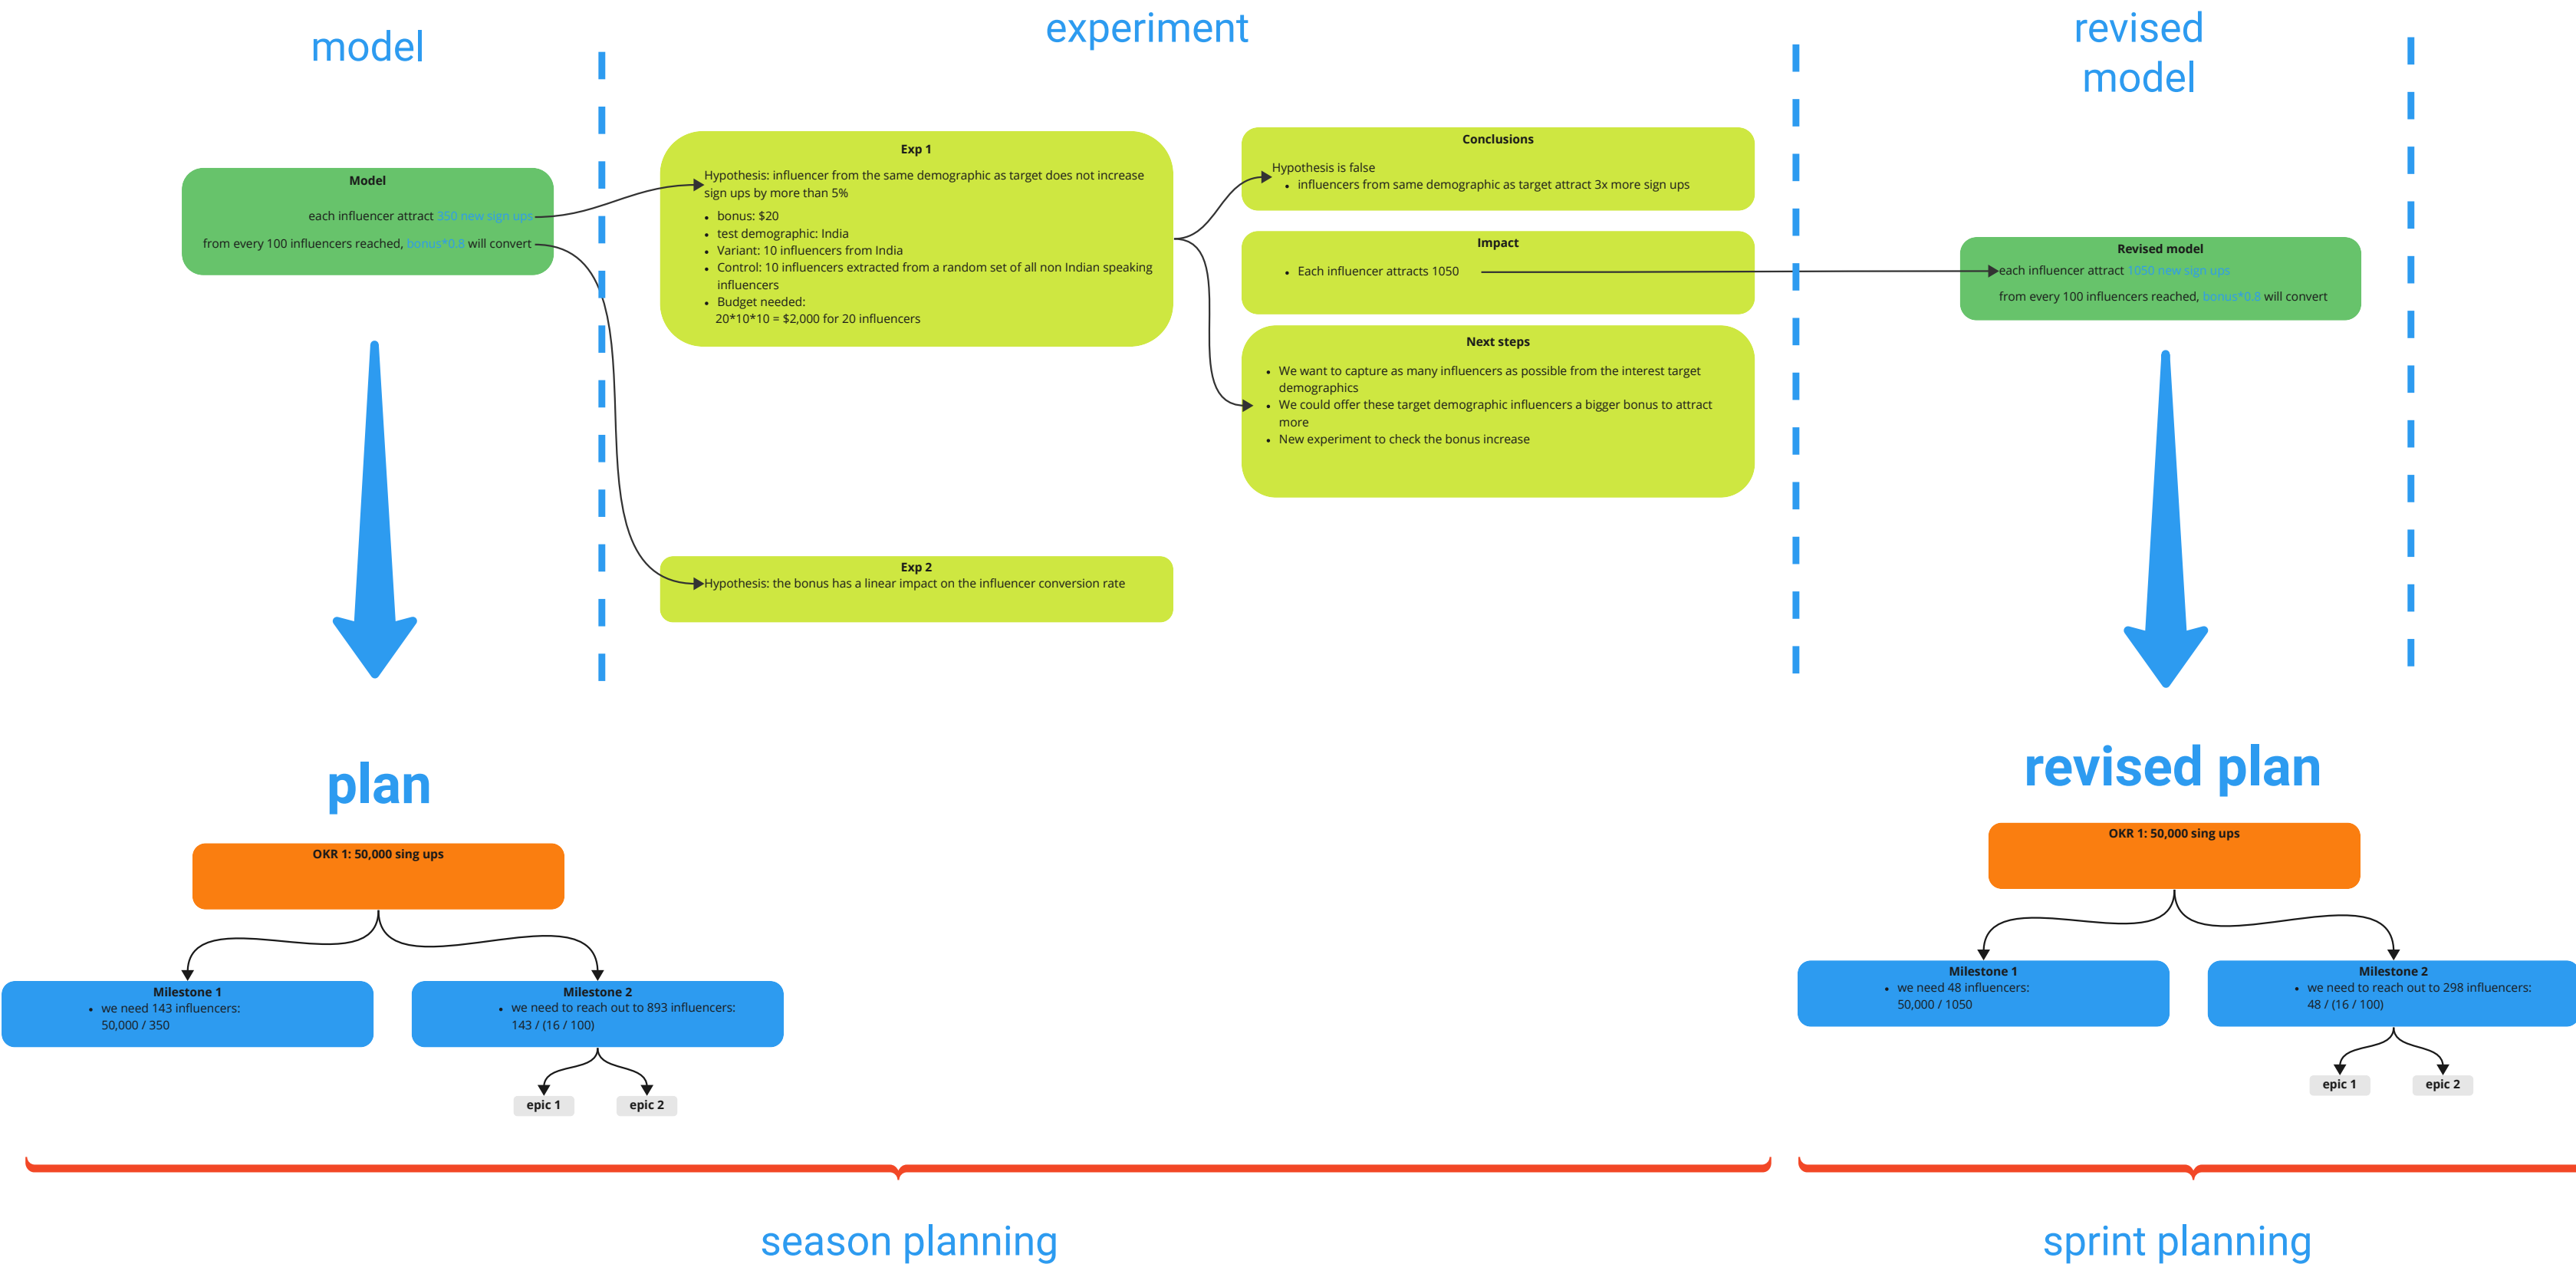 model
experiment
revised
model
Model
each influencer attract 350 new sign ups
from every 100 influencers reached, bonus*0.8 will convert
Exp 1
Hypothesis: influencer from the same demographic as target does not increase
sign ups by more than 5%
• bonus: $20
• test demographic: India
• Variant: 10 influencers from India
• Control: 10 influencers extracted from a random set of all non Indian speaking
influencers
• Budget needed:
20*10*10 = $2,000 for 20 influencers
Conclusions
Hypothesis is false
• influencers from same demographic as target attract 3x more sign ups
Impact
• Each influencer attracts 1050
Next steps
• We want to capture as many influencers as possible from the interest target
demographics
• We could offer these target demographic influencers a bigger bonus to attract
more
• New experiment to check the bonus increase
Exp 2
Hypothesis: the bonus has a linear impact on the influencer conversion rate
Revised model
each influencer attract 1050 new sign ups
from every 100 influencers reached, bonus*0.8 will convert
plan
OKR 1: 50,000 sing ups
Milestone 1
• we need 143 influencers:
50,000 / 350
Milestone 2
• we need to reach out to 893 influencers:
143 / (16 / 100)
epic 1
epic 2
revised plan
OKR 1: 50,000 sing ups
Milestone 1
• we need 48 influencers:
50,000 / 1050
Milestone 2
• we need to reach out to 298 influencers:
48 / (16 / 100)
epic 1
epic 2
season planning
sprint planning